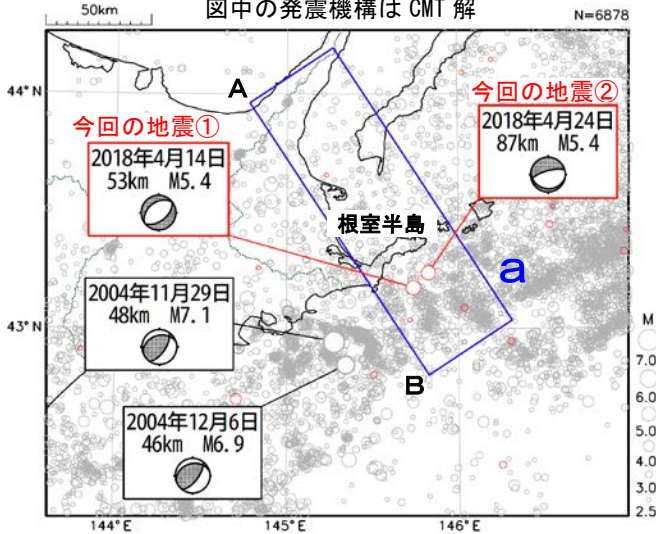 50km
図中の発震機構は CMT 解
N=6878
44°N
43°N
144°E
145°E
146°E
A
B
a
今回の地震①
2018年4月14日
53km M5.4
今回の地震②
2018年4月24日
87km M5.4
根室半島
2004年11月29日
48km M7.1
2004年12月6日
46km M6.9
M
7.0
6.0
5.0
4.0
3.0
2.5